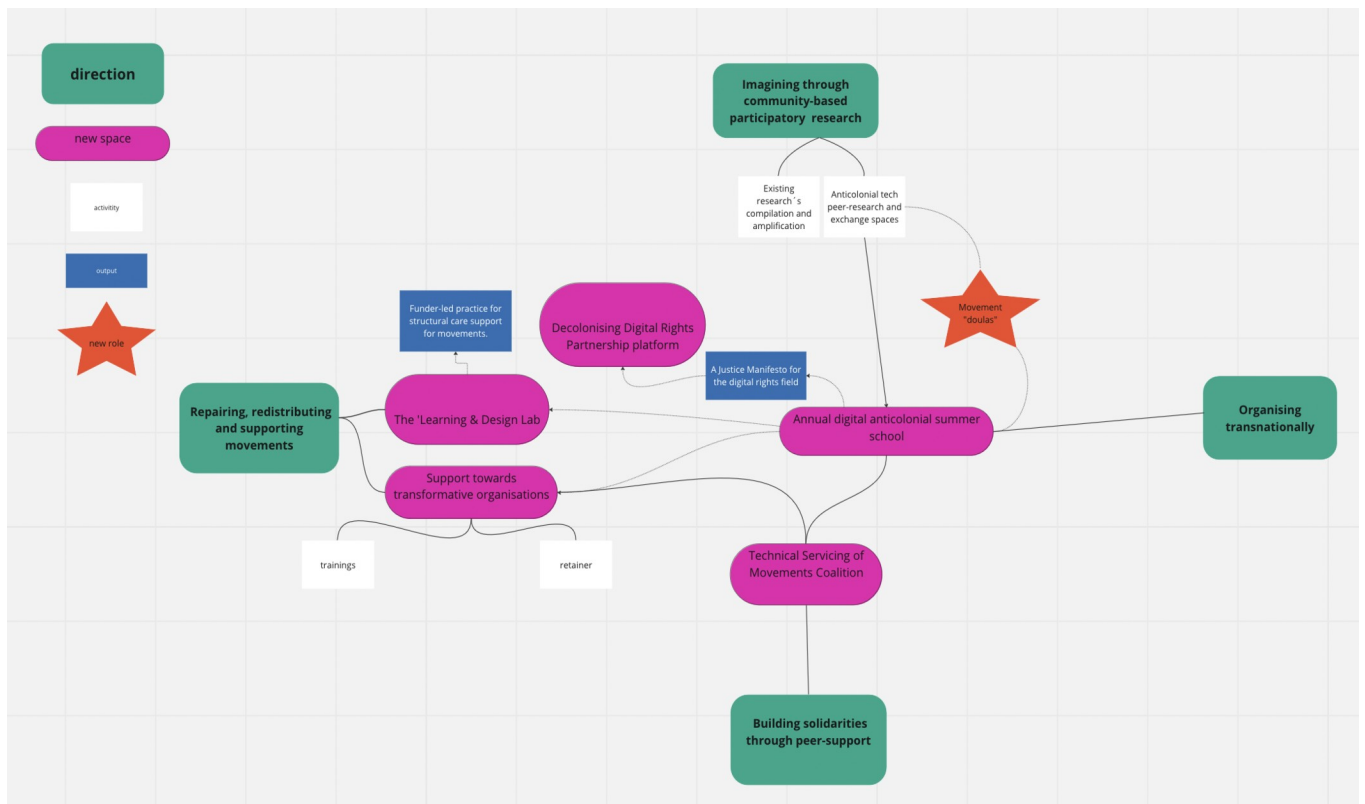 direction
new space
activitity
output
new role
Imagining through
community-based
participatory research
Existing
research´s
compilation and
amplification
Anticolonial tech
peer-research and
exchange spaces
Movement
"doulas"
Funder-led practice for
structural care support
for movements.
Decolonising Digital Rights
Partnership platform
A Justice Manifesto for
the digital rights field
Repairing, redistributing
and supporting
movements
The 'Learning & Design Lab
Annual digital anticolonial summer
school
Organising
transnationally
Support towards
transformative organisations
trainings
retainer
Technical Servicing of
Movements Coalition
Building solidarities
through peer-support